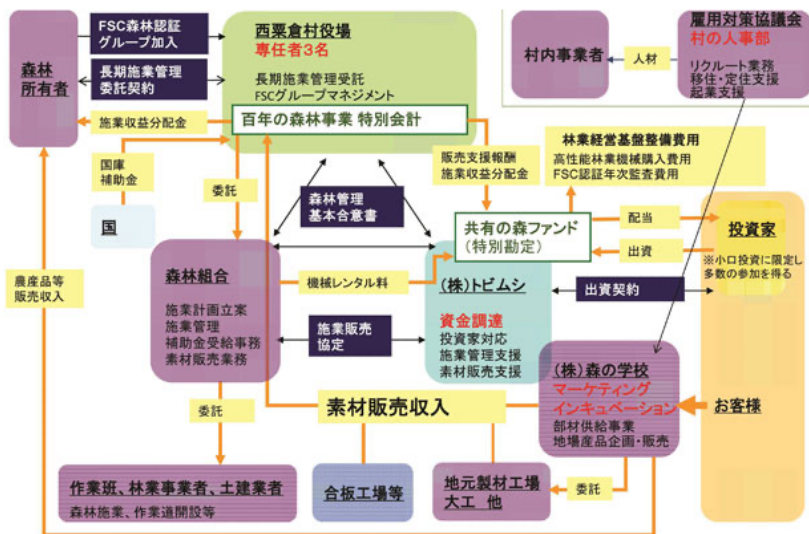 FSC森林認証
グループ加入
森林
所有者
長期施業管理
委託契約
施業収益分配金
国庫
補助金
国
西粟倉村役場
専任者3名
長期施業管理受託
FSCグループマネジメント
百年の森林事業 特別会計
委託
森林管理
基本合意書
販売支援報酬
施業収益分配金
村内事業者
人材
雇用対策協議会
村の人事部
リクルート業務
移住・定住支援
起業支援
林業経営基盤整備費用
高性能林業機械購入費用
FSC認証年次監査費用
共有の森ファンド
(特別勘定)
配当
出資
投資家
※小口投資に限定し
多数の参加を得る
農産品等
販売収入
森林組合
施業計画立案
施業管理
補助金受給事務
素材販売業務
機械レンタル料
施業販売
協定
(株)トビムシ
資金調達
投資家対応
施業管理支援
素材販売支援
出資契約
(株)森の学校
マーケティング
インキュベーション
部材供給事業
地場産品企画・販売
お客様
委託
素材販売収入
作業班、林業事業者、土建業者
森林施業、作業道開設等
合板工場等
地元製材工場
大工 他
委託